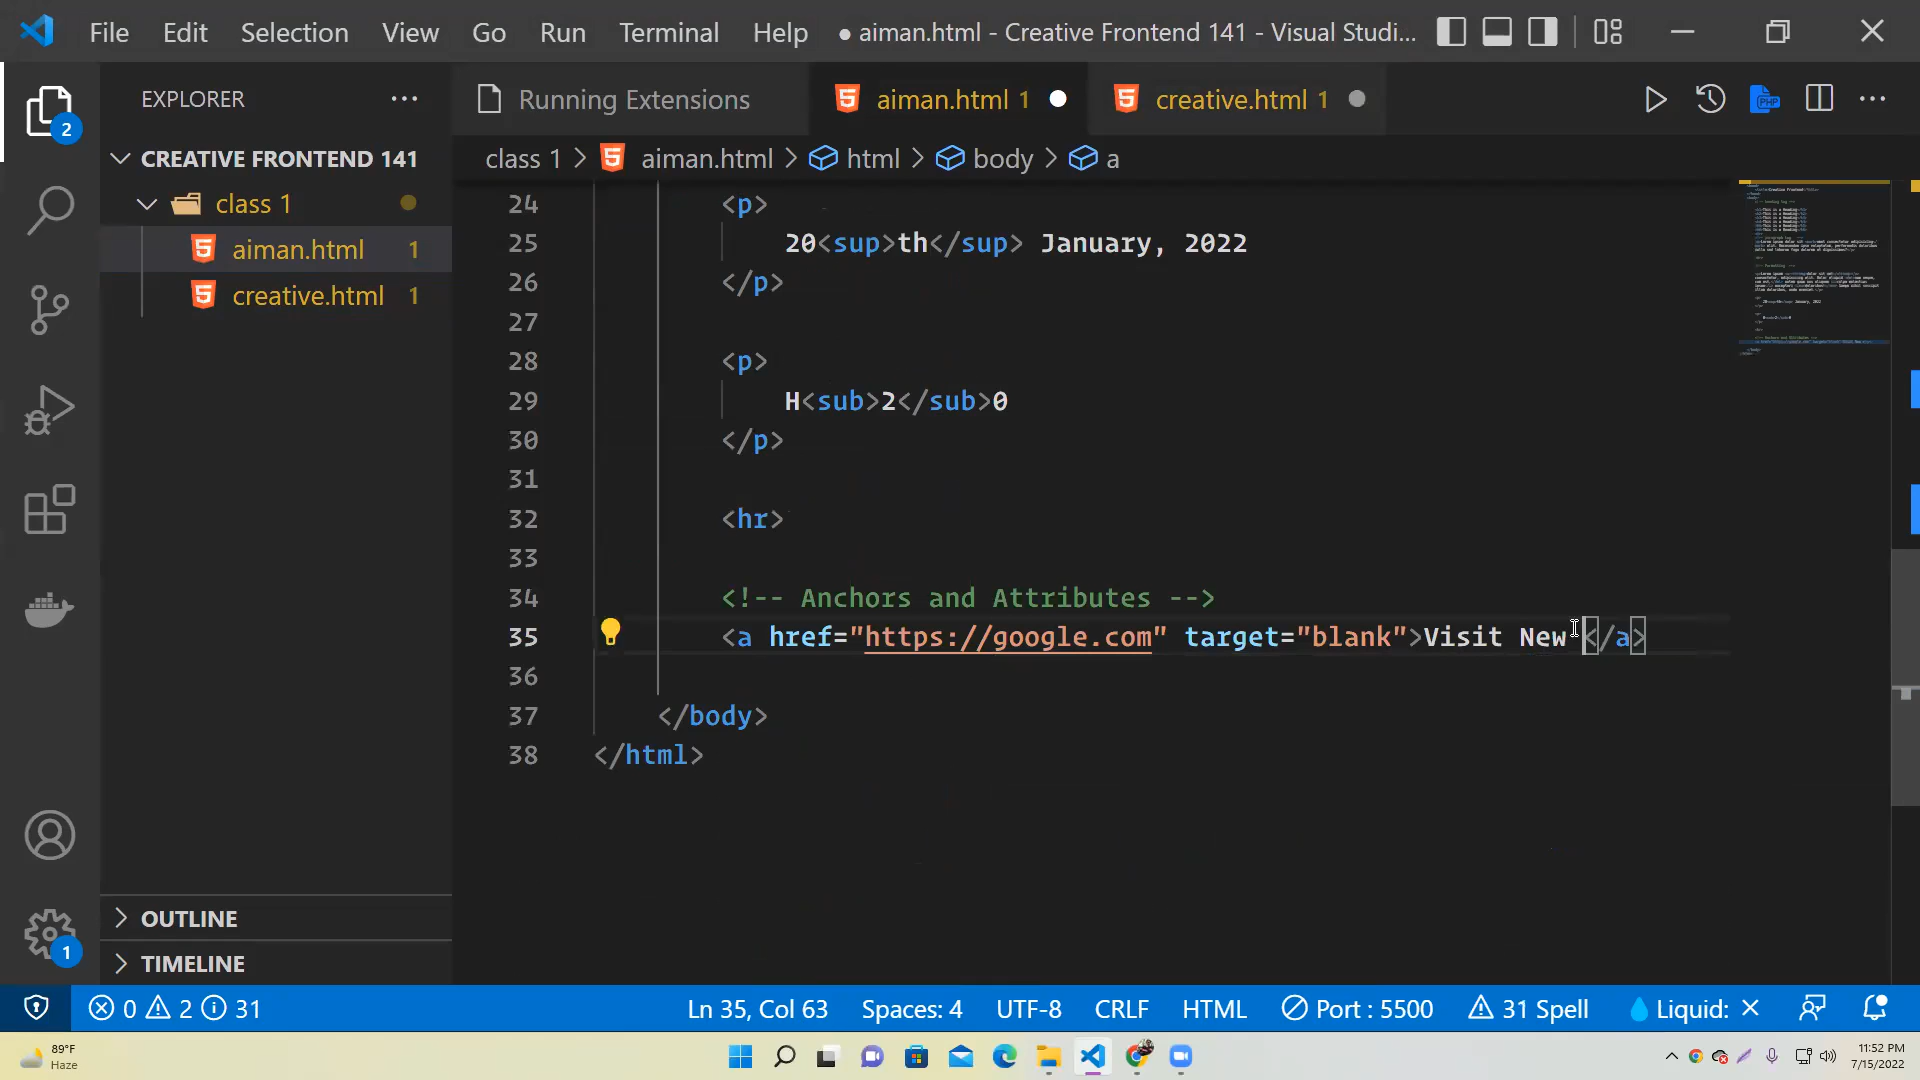 File Edit Selection View Go Run Terminal Help ● aiman.html - Creative Frontend 141 - Visual Studi...
EXPLORER ...
Running Extensions
aiman.html 1
creative.html 1
2
CREATIVE FRONTEND 141
class 1
aiman.html 1
creative.html 1
class 1 > aiman.html > html > body > a
24 <p>
25 20<sup>th</sup> January, 2022
26 </p>
27
28 <p>
29 H<sub>2</sub>0
30 </p>
31
32 <hr>
33
34 <!-- Anchors and Attributes -->
35 <a href="https://google.com" target="blank">Visit New </a>
36
37 </body>
38 </html>
OUTLINE
1
TIMELINE
0 2 31
Ln 35, Col 63 Spaces: 4 UTF-8 CRLF HTML Port : 5500 31 Spell Liquid:
PHP
89°F
Haze
11:52 PM
7/15/2022